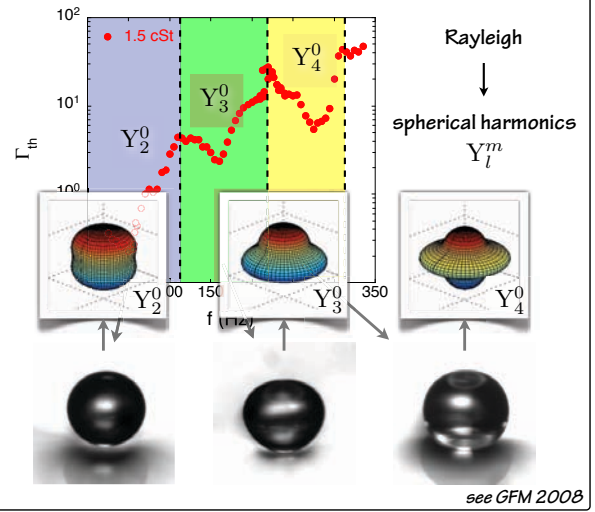 10²
1.5 cSt
Y₄⁰
Rayleigh
10¹
Y₃⁰
spherical harmonics
Yₗᵐ
Y₂⁰
Γth
10⁰
Y₂⁰
Y₃⁰
Y₄⁰
00 150 350
f (Hz)
see GFM 2008